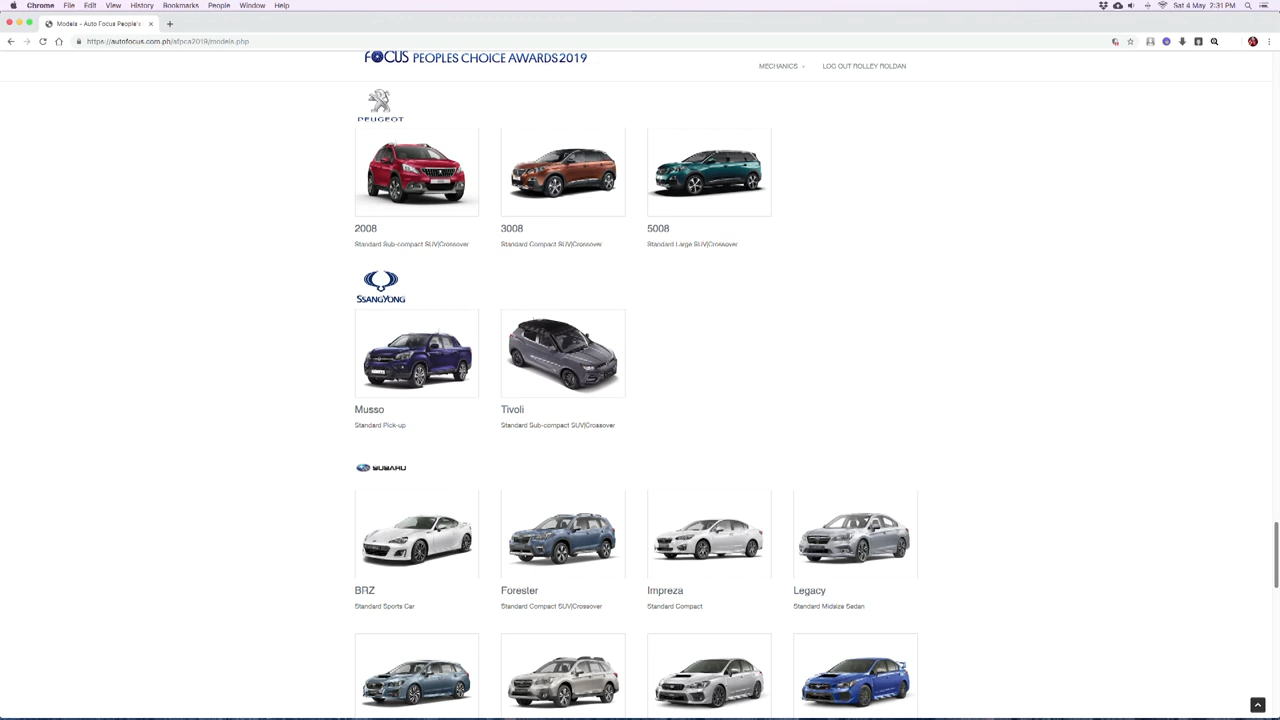 Chrome File Edit View History Bookmarks People Window Help Sat 4 May 2:31 PM
Models - Auto Focus People's
https://autofocus.com.ph/afpca2019/models.php
FOCUS PEOPLES CHOICE AWARDS 2019
MECHANICS LOG OUT ROLLEY ROLDAN
PEUGEOT
2008 3008 5008
Standard Sub-compact SUV|Crossover Standard Compact SUV|Crossover Standard Large SUV|Crossover
SSANGYONG
Musso Tivoli
Standard Pick-up Standard Sub-compact SUV|Crossover
SUBARU
BRZ Forester Impreza Legacy
Standard Sports Car Standard Compact SUV|Crossover Standard Compact Standard Midsize Sedan